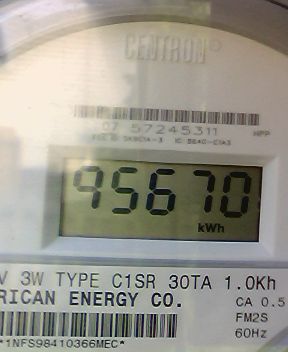 CENTRON®
07 57245311 HPP
95670
kWh
V 3W TYPE C1SR 30TA 1.0Kh
RICAN ENERGY CO. CA 0.5
FM2S
60Hz
*1NFS98410366MEC*